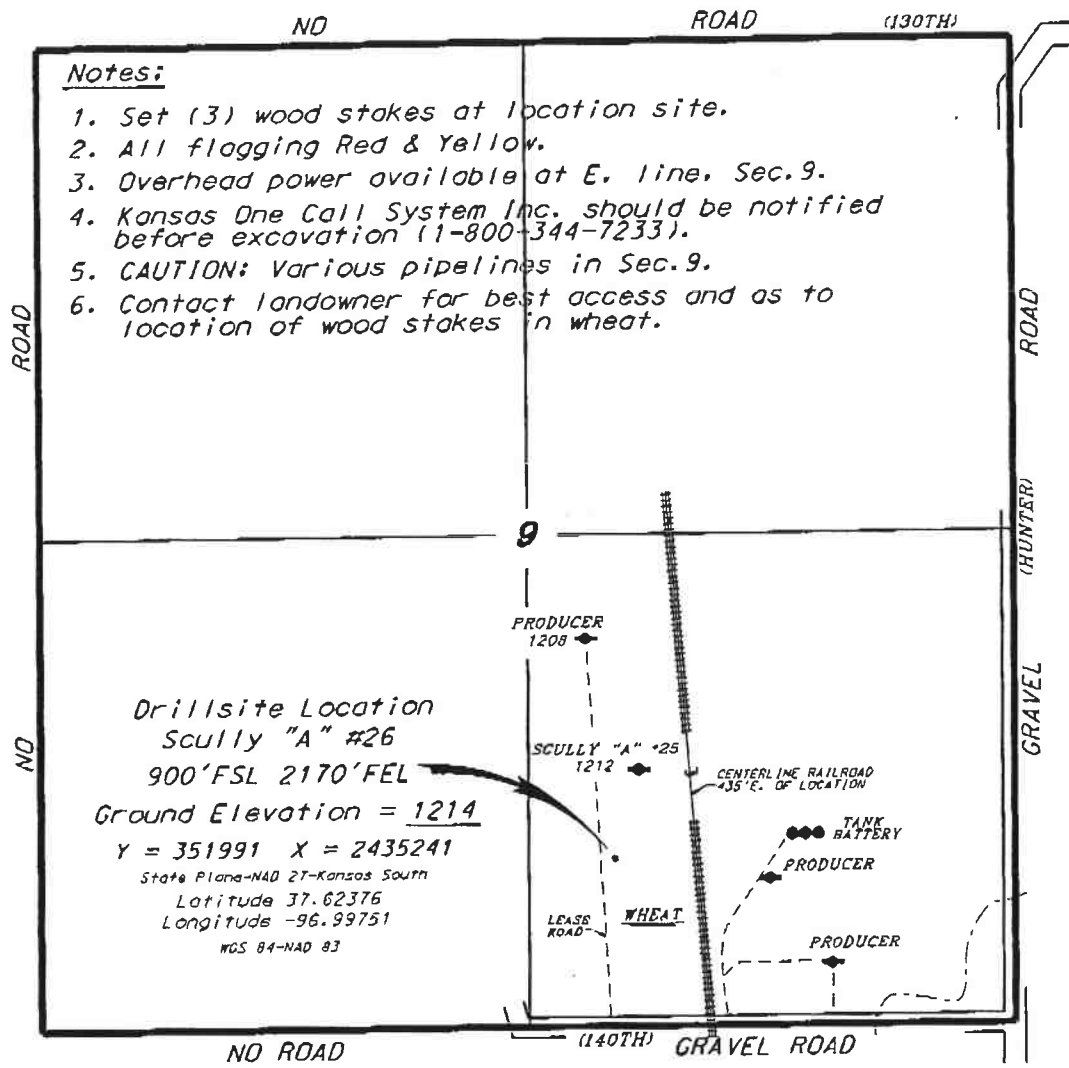 NO ROAD (130TH)
Notes:
1. Set (3) wood stakes at location site.
2. All flagging Red & Yellow.
3. Overhead power available at E. line, Sec.9.
4. Kansas One Call System Inc. should be notified
before excavation (1-800-344-7233).
5. CAUTION: Various pipelines in Sec.9.
6. Contact landowner for best access and as to
location of wood stakes in wheat.
NO ROAD
GRAVEL (HUNTER) ROAD
9
PRODUCER
1208
Drillsite Location
Scully "A" #26
900'FSL 2170'FEL
Ground Elevation = 1214
Y = 351991 X = 2435241
State Plane-NAD 27-Kansas South
Latitude 37.62376
Longitude -96.99751
WGS 84-NAD 83
SCULLY "A" #25
1212
CENTERLINE RAILROAD
435'E. OF LOCATION
TANK
BATTERY
PRODUCER
LEASE
ROAD
WHEAT
PRODUCER
NO ROAD (140TH) GRAVEL ROAD